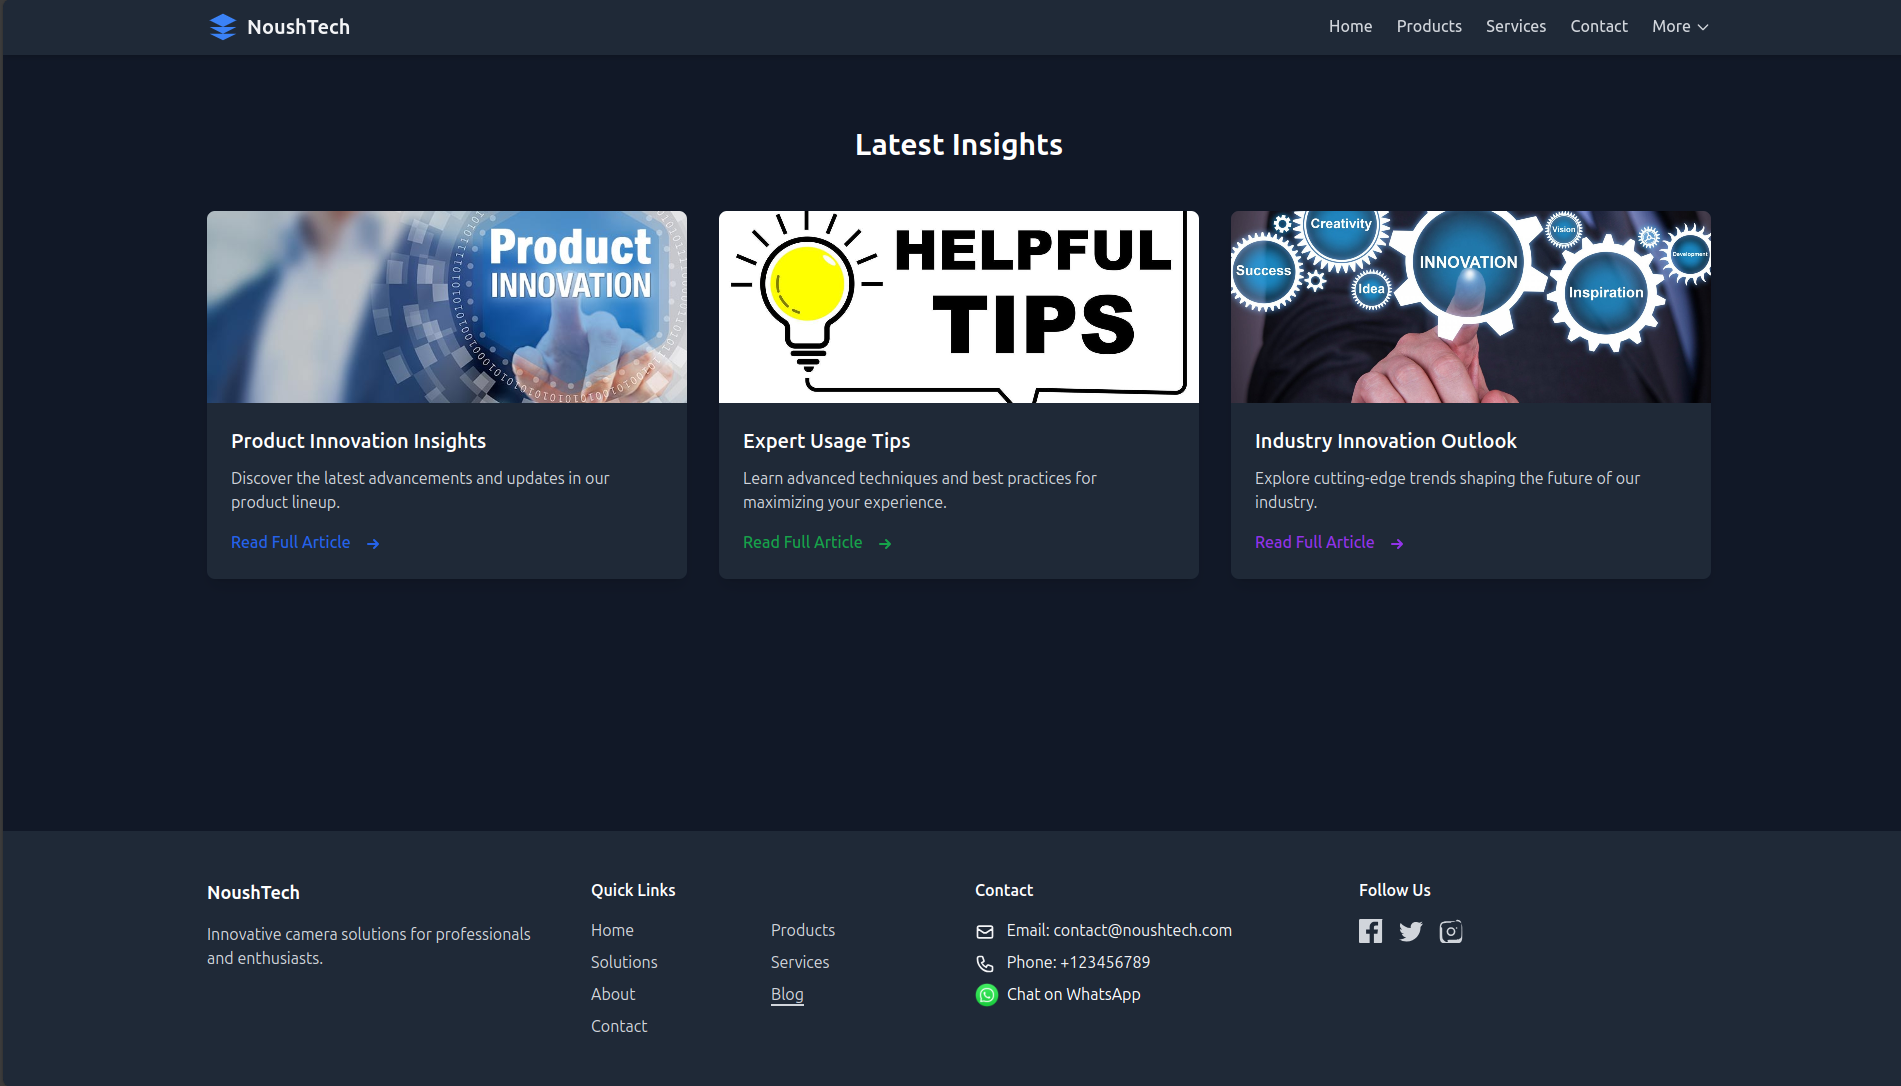 NoushTech
Home Products Services Contact More
Latest Insights
Product
INNOVATION
HELPFUL
TIPS
Creativity
Success
Idea
INNOVATION
Vision
Inspiration
Development
Product Innovation Insights
Discover the latest advancements and updates in our
product lineup.
Read Full Article →
Expert Usage Tips
Learn advanced techniques and best practices for
maximizing your experience.
Read Full Article →
Industry Innovation Outlook
Explore cutting-edge trends shaping the future of our
industry.
Read Full Article →
NoushTech
Innovative camera solutions for professionals
and enthusiasts.
Quick Links
Home Products
Solutions Services
About Blog
Contact
Contact
Email: contact@noushtech.com
Phone: +123456789
Chat on WhatsApp
Follow Us